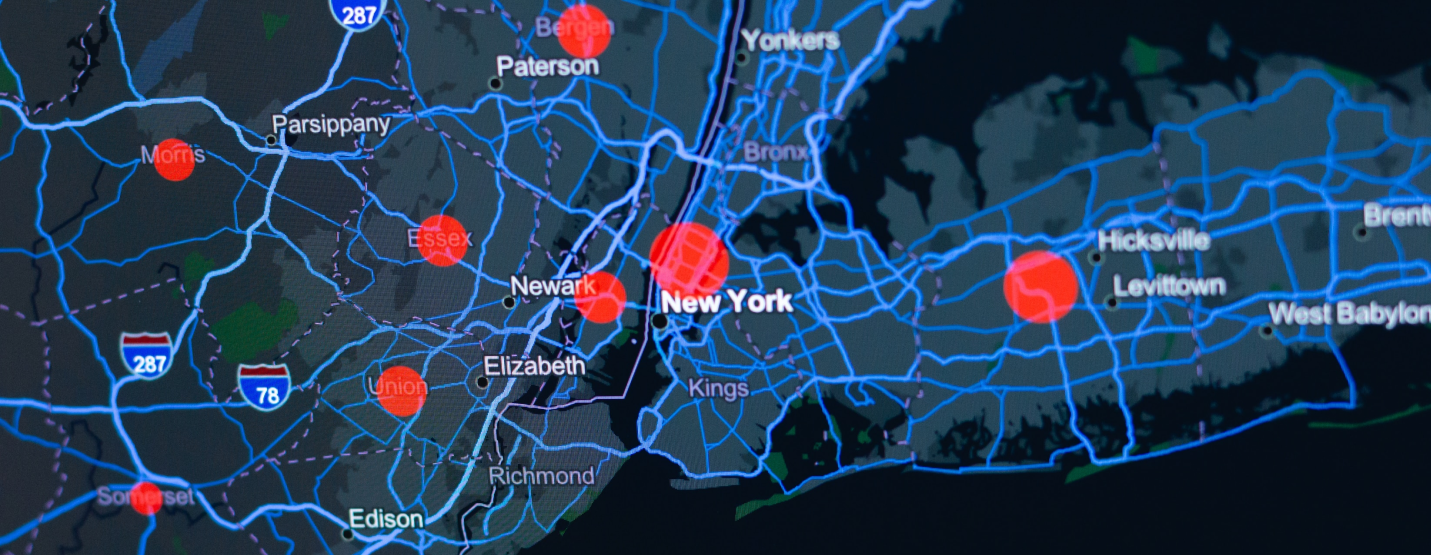 287
Bergen
Yonkers
Paterson
Parsippany
Bronx
Morris
Essex
Hicksville
Newark
New York
Levittown
West Babylon
287
78
Elizabeth
Union
Kings
Richmond
Somerset
Edison